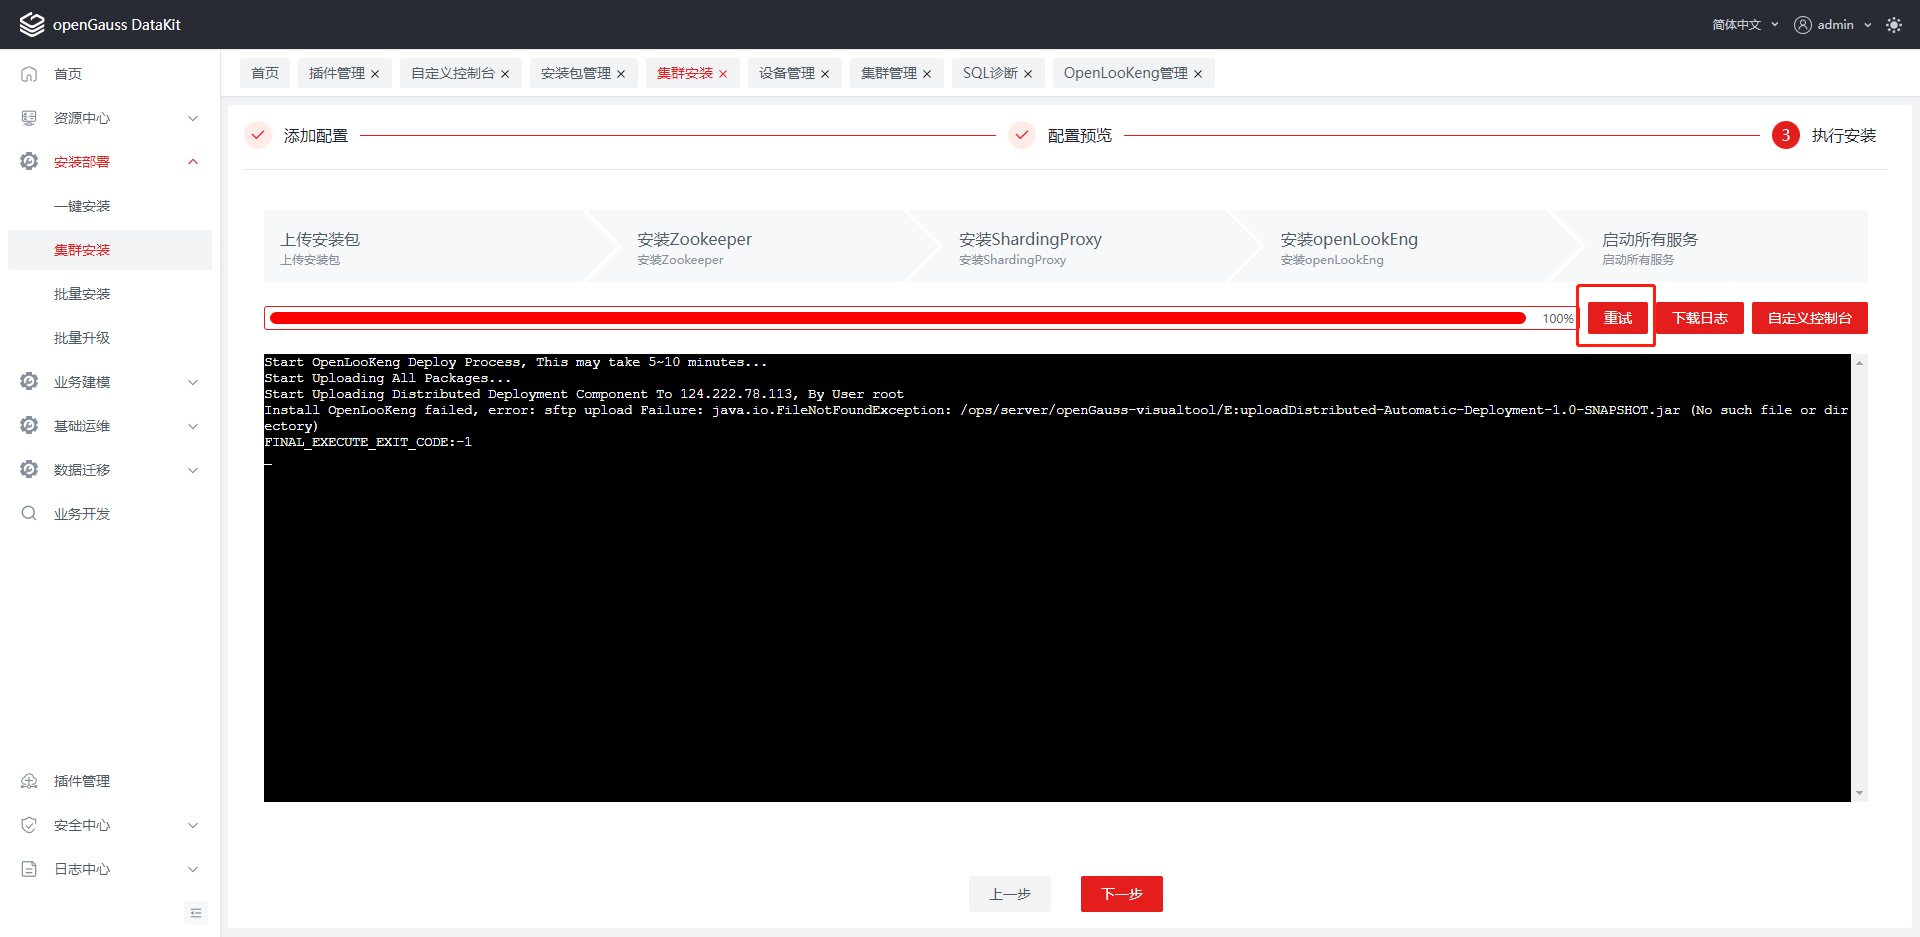 openGauss DataKit
简体中文
admin
首页
资源中心
安装部署
一键安装
集群安装
批量安装
批量升级
业务建模
基础运维
数据迁移
业务开发
插件管理
安全中心
日志中心
首页
插件管理
自定义控制台
安装包管理
集群安装
设备管理
集群管理
SQL诊断
OpenLooKeng管理
添加配置
配置预览
3 执行安装
上传安装包
上传安装包
安装Zookeeper
安装Zookeeper
安装ShardingProxy
安装ShardingProxy
安装openLookEng
安装openLookEng
启动所有服务
启动所有服务
100%
重试
下载日志
自定义控制台
Start OpenLooKeng Deploy Process, This may take 5~10 minutes...
Start Uploading All Packages...
Start Uploading Distributed Deployment Component To 124.222.78.113, By User root
Install OpenLooKeng failed, error: sftp upload Failure: java.io.FileNotFoundException: /ops/server/openGauss-visualtool/E:uploadDistributed-Automatic-Deployment-1.0-SNAPSHOT.jar (No such file or dir
ectory)
FINAL_EXECUTE_EXIT_CODE:-1
上一步
下一步